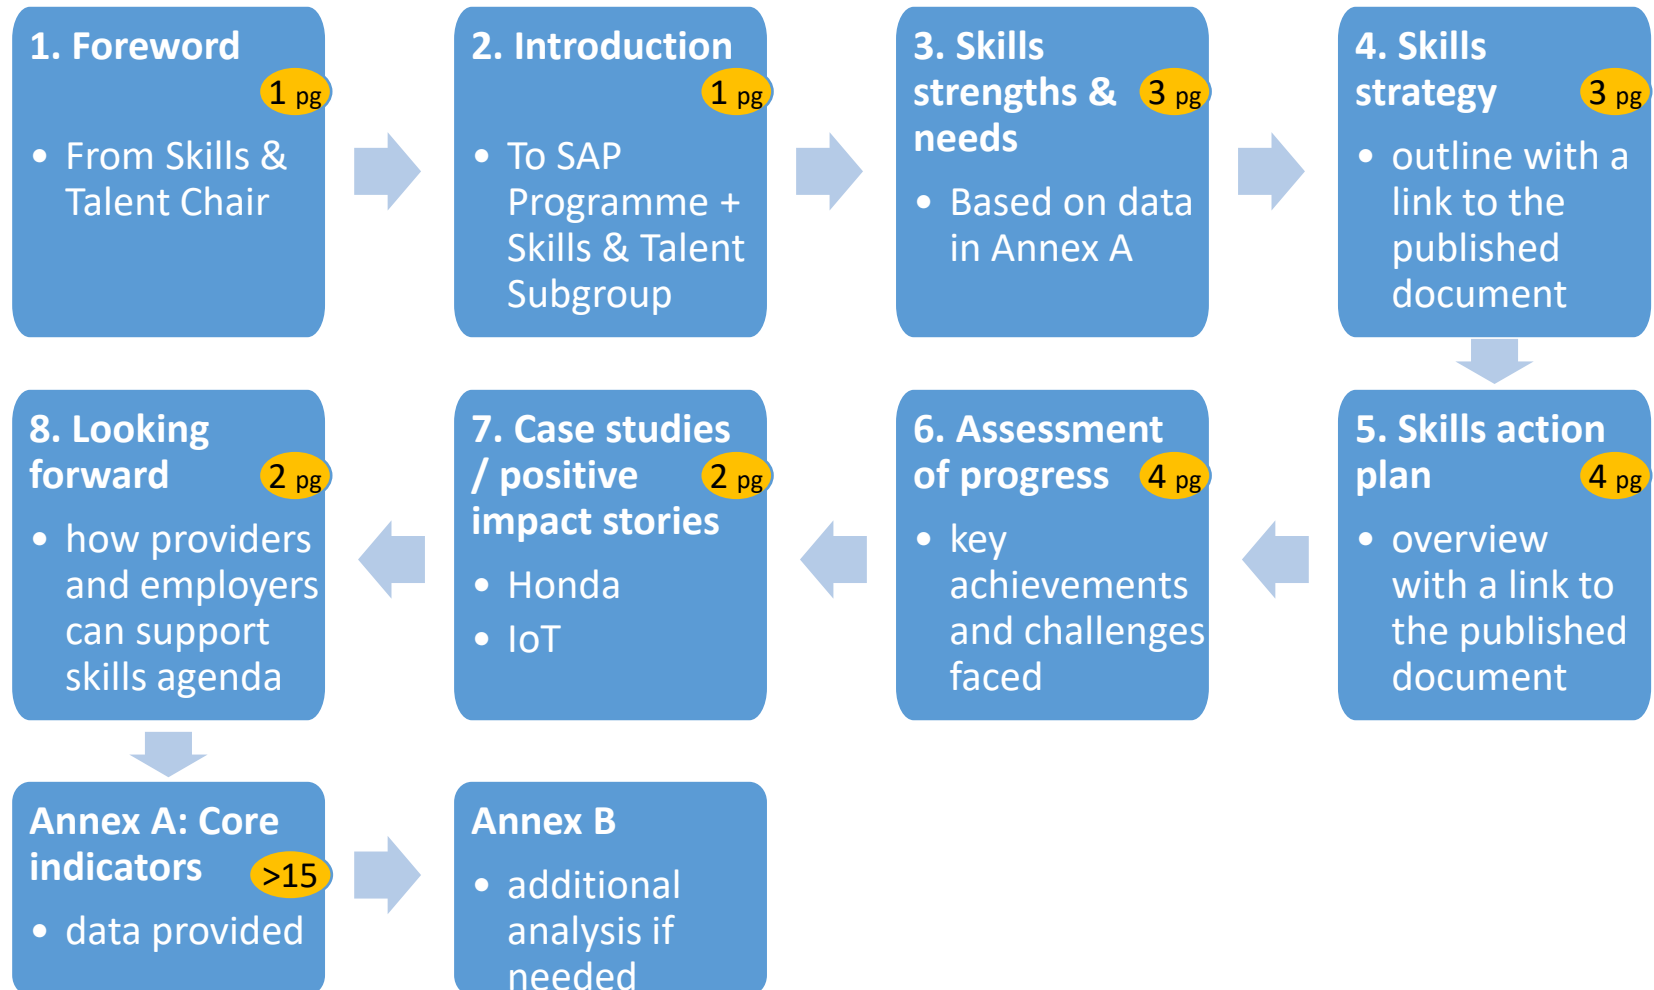 1. Foreword
1 pg
• From Skills &
Talent Chair
2. Introduction
1 pg
• To SAP
Programme +
Skills & Talent
Subgroup
3. Skills
strengths &
needs
3 pg
• Based on data
in Annex A
4. Skills
strategy
3 pg
• outline with a
link to the
published
document
5. Skills action
plan
4 pg
• overview
with a link to
the published
document
6. Assessment
of progress
4 pg
• key
achievements
and challenges
faced
7. Case studies
/ positive
impact stories
2 pg
• Honda
• IoT
8. Looking
forward
2 pg
• how providers
and employers
can support
skills agenda
Annex A: Core
indicators
>15
• data provided
Annex B
• additional
analysis if
needed